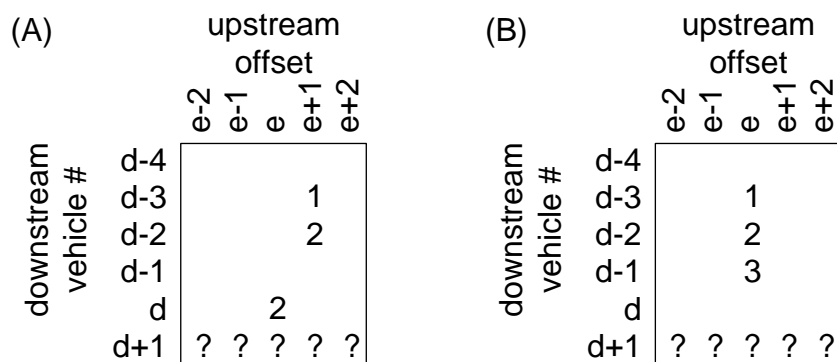 (A)
upstream
offset
e-2 e-1 e e+1 e+2
downstream
vehicle #
d-4
d-3 1
d-2 2
d-1
d 2
d+1 ? ? ? ? ?
(B)
upstream
offset
e-2 e-1 e e+1 e+2
downstream
vehicle #
d-4
d-3 1
d-2 2
d-1 3
d
d+1 ? ? ? ? ?